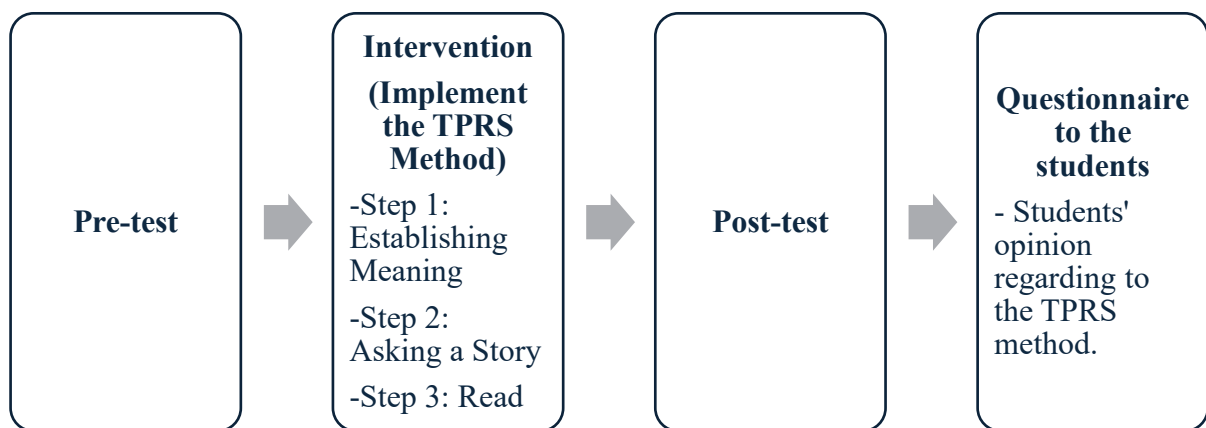 Pre-test
Intervention
(Implement
the TPRS
Method)
-Step 1:
Establishing
Meaning
-Step 2:
Asking a Story
-Step 3: Read
Post-test
Questionnaire
to the
students
- Students'
opinion
regarding to
the TPRS
method.